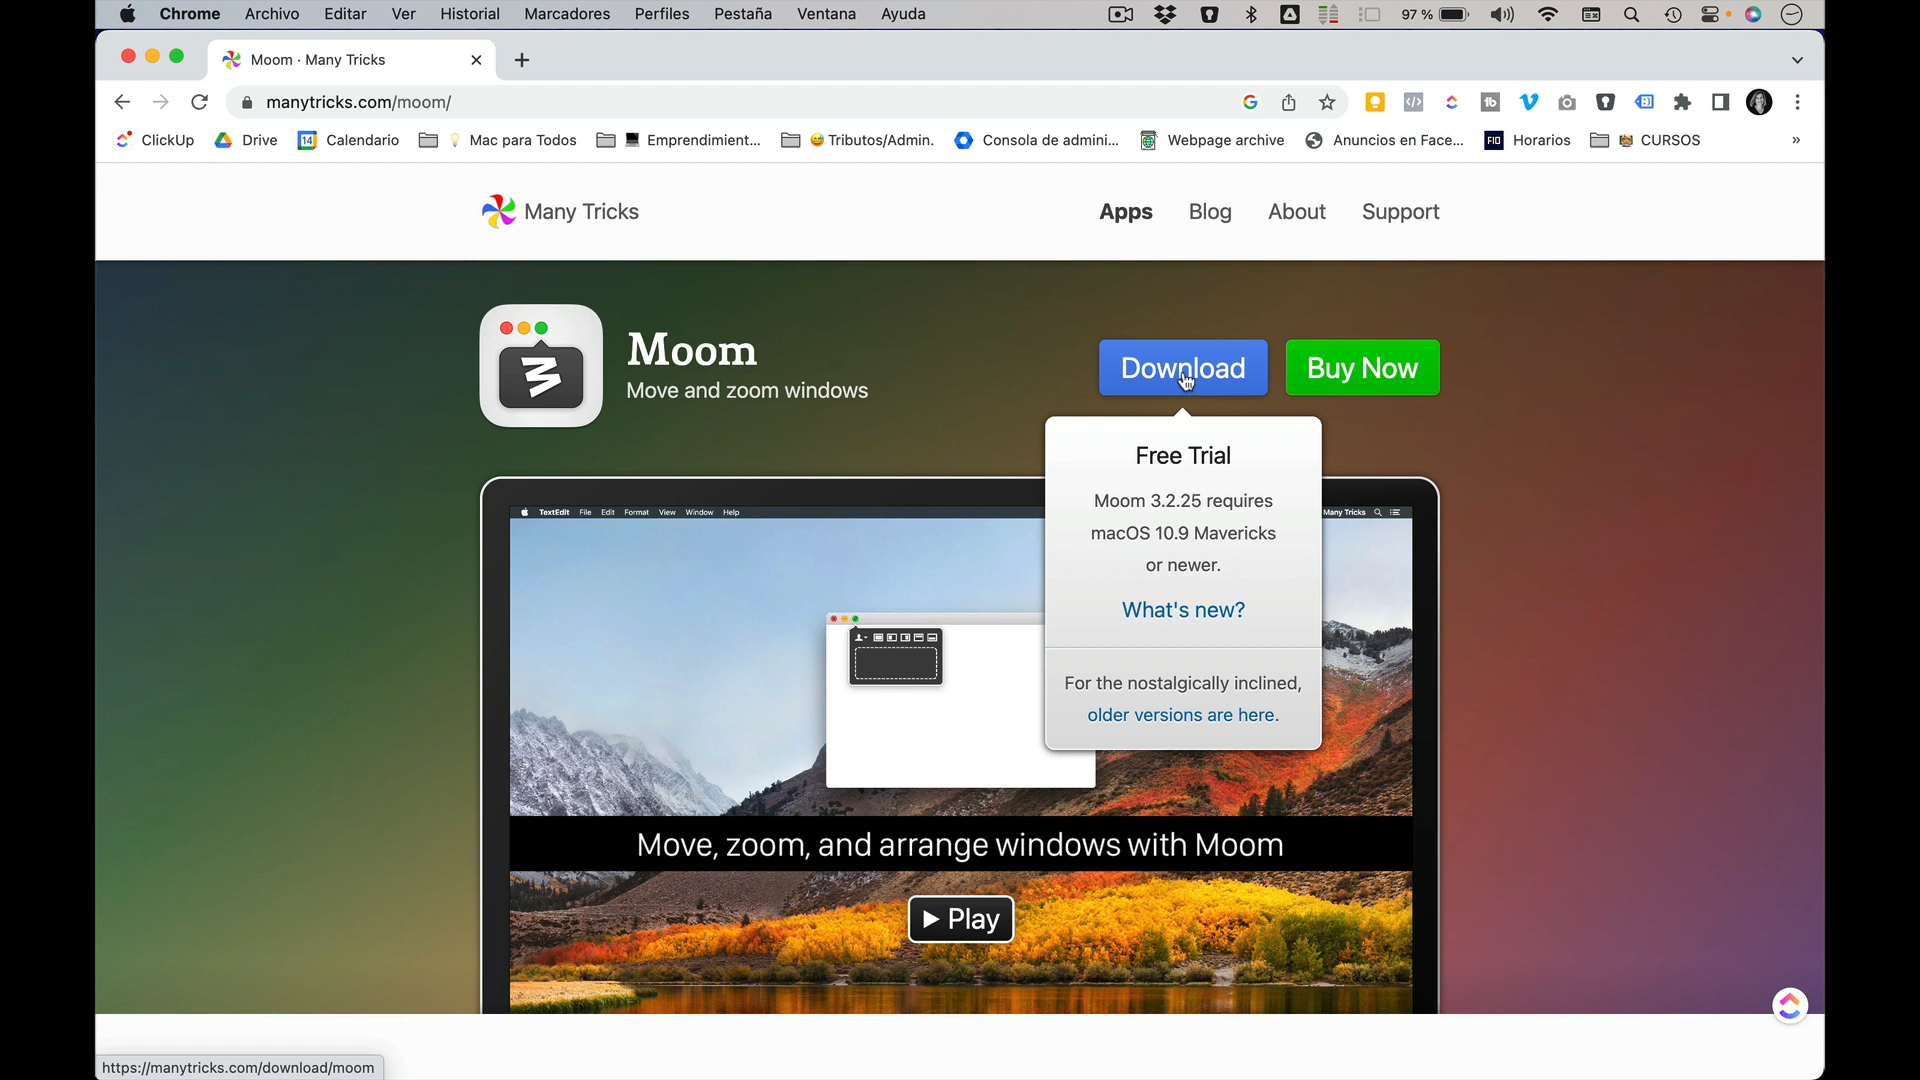 Chrome Archivo Editar Ver Historial Marcadores Perfiles Pestaña Ventana Ayuda 97 %
Moom · Many Tricks
manytricks.com/moom/
ClickUp Drive Calendario Mac para Todos Emprendimient... Tributos/Admin. Consola de admini... Webpage archive Anuncios en Face... Horarios CURSOS »
Many Tricks
Apps Blog About Support
Moom
Move and zoom windows
Download
Buy Now
Free Trial
Moom 3.2.25 requires
macOS 10.9 Mavericks
or newer.
What's new?
For the nostalgically inclined,
older versions are here.
TextEdit File Edit Format View Window Help
Many Tricks
Move, zoom, and arrange windows with Moom
Play
https://manytricks.com/download/moom